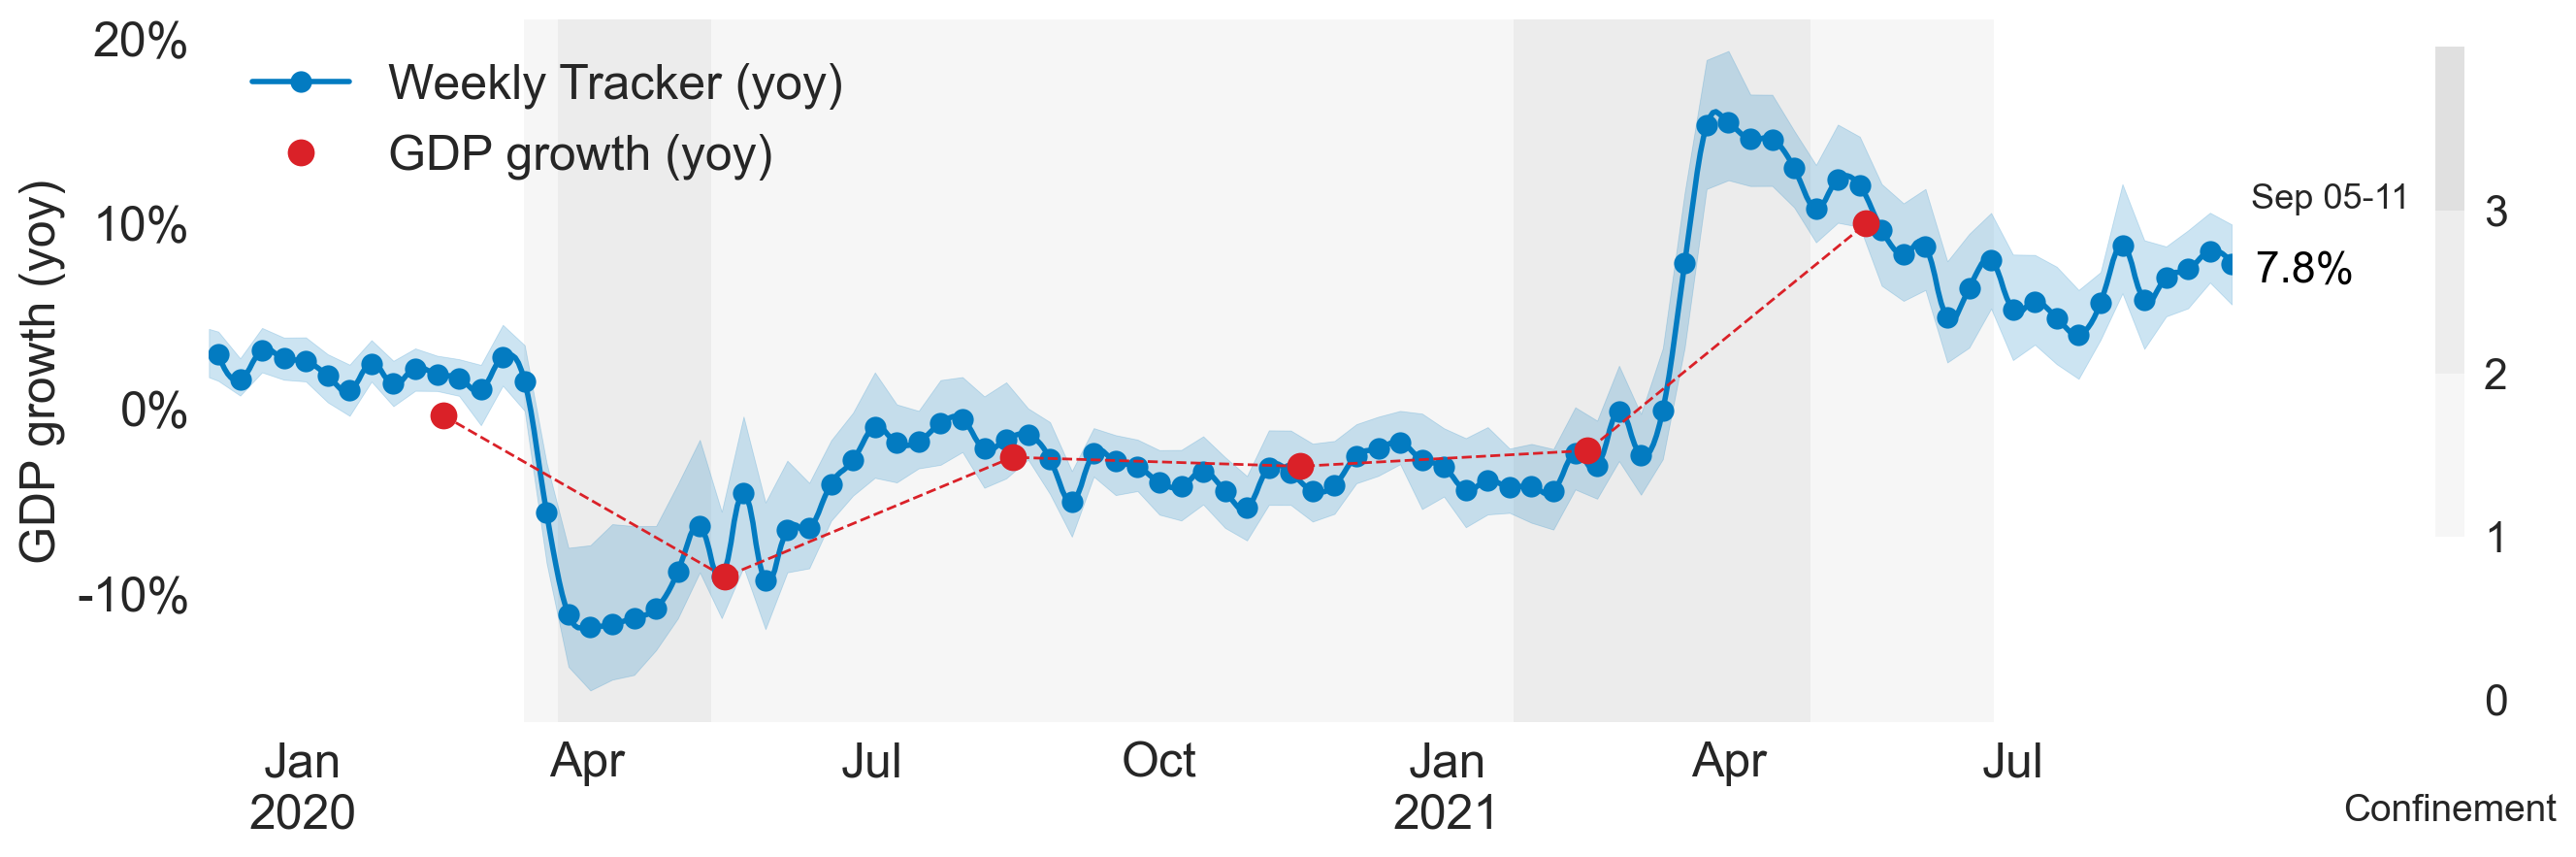 20%
10%
0%
-10%
GDP growth (yoy)
Weekly Tracker (yoy)
GDP growth (yoy)
Sep 05-11
7.8%
3
2
1
0
Jan
2020
Apr
Jul
Oct
Jan
2021
Apr
Jul
Confinement